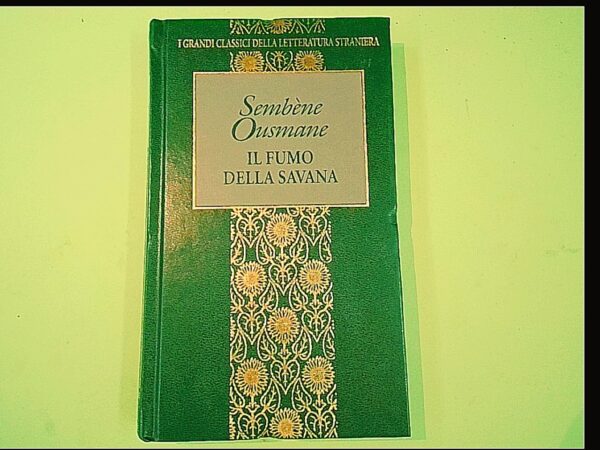 I GRANDI CLASSICI DELLA LETTERATURA STRANIERA
Sembène
Ousmane
IL FUMO
DELLA SAVANA